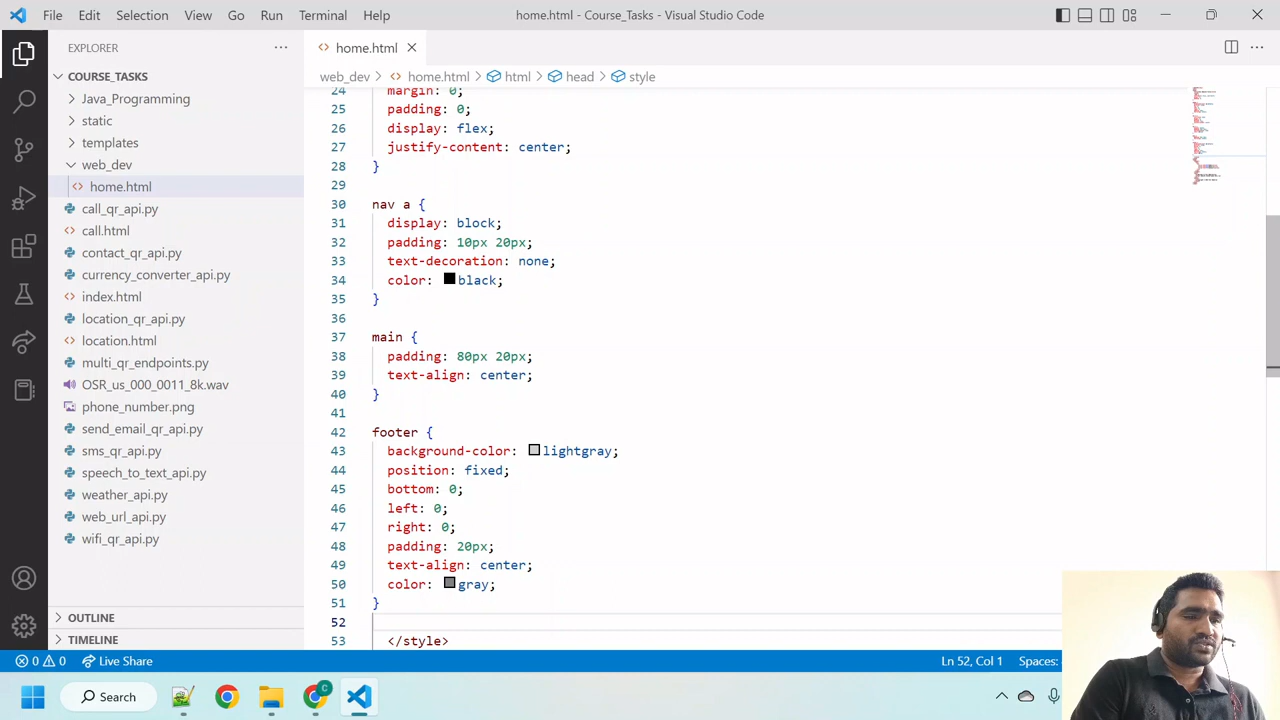 File Edit Selection View Go Run Terminal Help
home.html - Course_Tasks - Visual Studio Code
EXPLORER
COURSE_TASKS
Java_Programming
static
templates
web_dev
home.html
call_qr_api.py
call.html
contact_qr_api.py
currency_converter_api.py
index.html
location_qr_api.py
location.html
multi_qr_endpoints.py
OSR_us_000_0011_8k.wav
phone_number.png
send_email_qr_api.py
sms_qr_api.py
speech_to_text_api.py
weather_api.py
web_url_api.py
wifi_qr_api.py
OUTLINE
TIMELINE
home.html
web_dev > home.html > html > head > style
24 margin: 0;
25 padding: 0;
26 display: flex;
27 justify-content: center;
28 }
29
30 nav a {
31 display: block;
32 padding: 10px 20px;
33 text-decoration: none;
34 color: black;
35 }
36
37 main {
38 padding: 80px 20px;
39 text-align: center;
40 }
41
42 footer {
43 background-color: lightgray;
44 position: fixed;
45 bottom: 0;
46 left: 0;
47 right: 0;
48 padding: 20px;
49 text-align: center;
50 color: gray;
51 }
52
53 </style>
0 0 Live Share
Ln 52, Col 1 Spaces:
Search